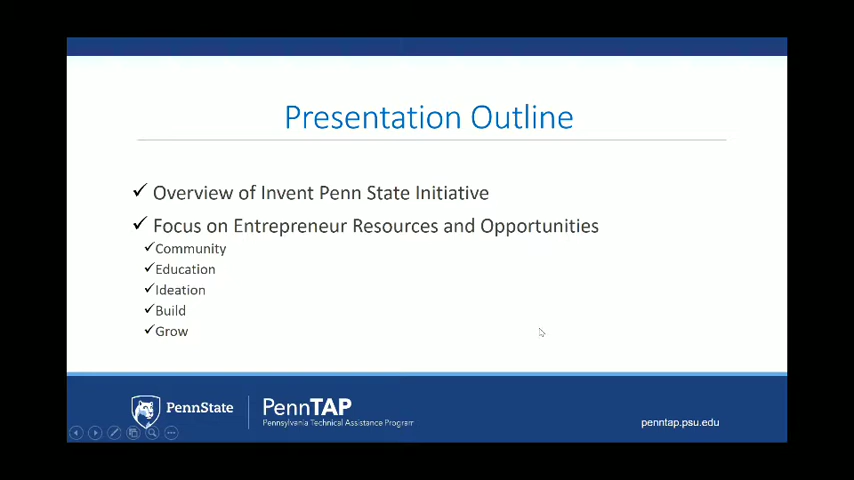 Presentation Outline
✓ Overview of Invent Penn State Initiative
✓ Focus on Entrepreneur Resources and Opportunities
✓Community
✓Education
✓Ideation
✓Build
✓Grow
PennState
PennTAP
Pennsylvania Technical Assistance Program
penntap.psu.edu